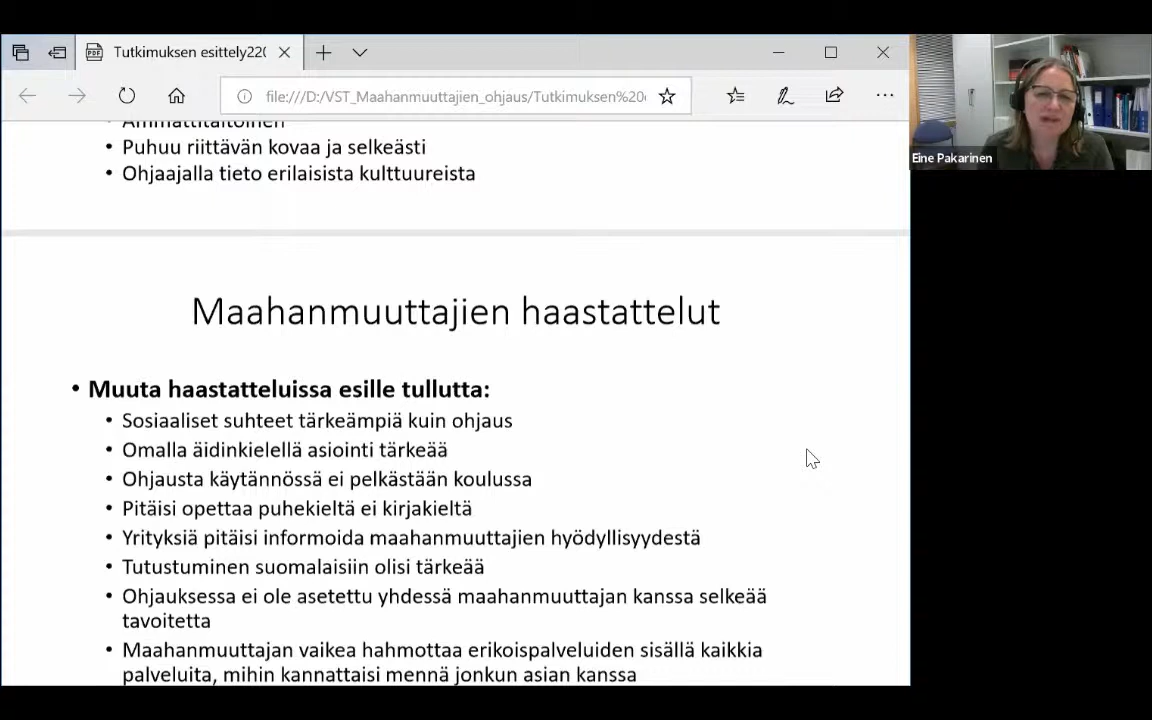 Tutkimuksen esittely220
file:///D:/VST_Maahanmuuttajien_ohjaus/Tutkimuksen%20
Eine Pakarinen
• Ammattitaitoinen
• Puhuu riittävän kovaa ja selkeästi
• Ohjaajalla tieto erilaisista kulttuureista
Maahanmuuttajien haastattelut
• Muuta haastatteluissa esille tullutta:
• Sosiaaliset suhteet tärkeämpiä kuin ohjaus
• Omalla äidinkielellä asiointi tärkeää
• Ohjausta käytännössä ei pelkästään koulussa
• Pitäisi opettaa puhekieltä ei kirjakieltä
• Yrityksiä pitäisi informoida maahanmuuttajien hyödyllisyydestä
• Tutustuminen suomalaisiin olisi tärkeää
• Ohjauksessa ei ole asetettu yhdessä maahanmuuttajan kanssa selkeää
tavoitetta
• Maahanmuuttajan vaikea hahmottaa erikoispalveluiden sisällä kaikkia
palveluita, mihin kannattaisi mennä jonkun asian kanssa